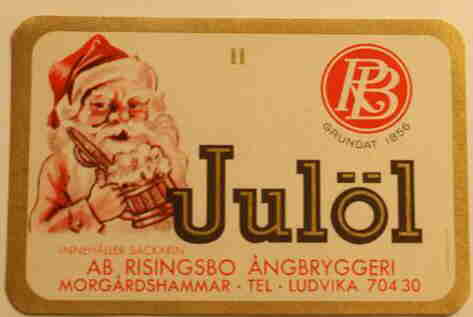 II
RB
GRUNDAT 1856
Julöl
INNEHÅLLER SACKARIN
AB. RISINGSBO ÅNGBRYGGERI
MORGÅRDSHAMMAR - TEL - LUDVIKA 704 30